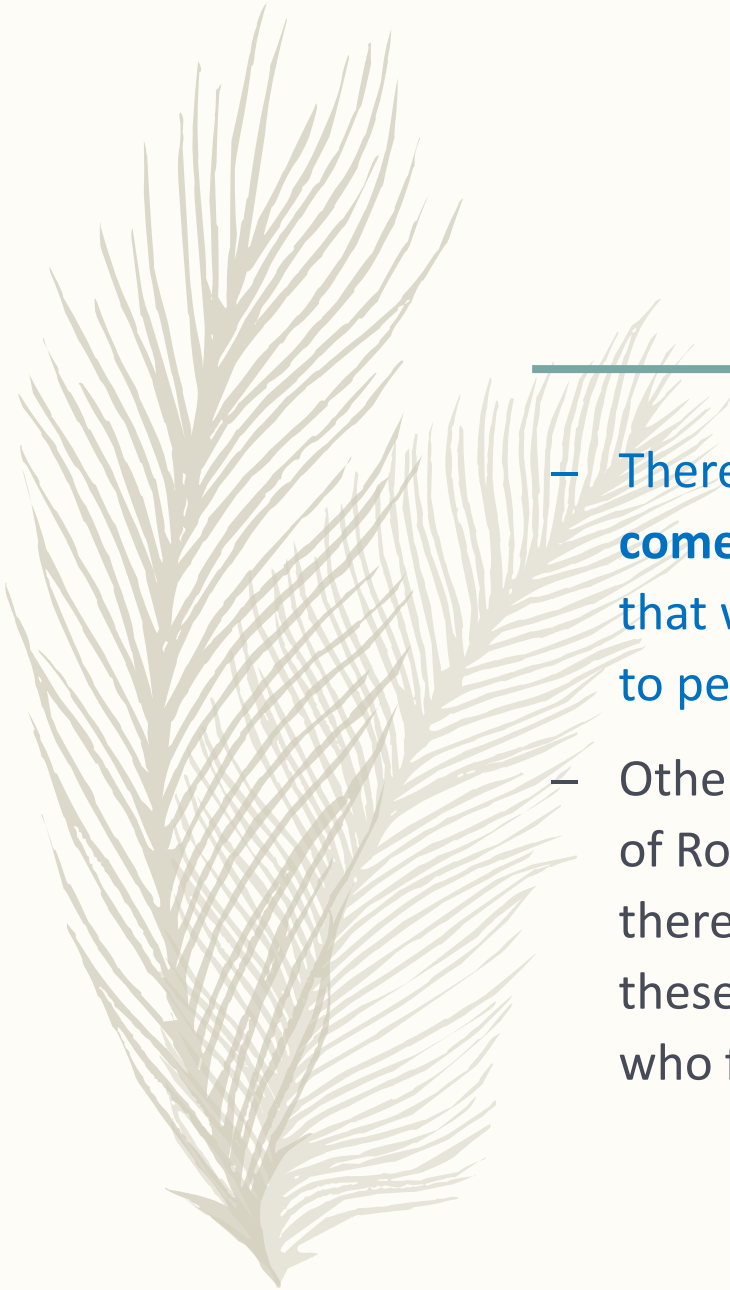 – There
come
that w
to pe
– Othe
of Ro
there
these
who f